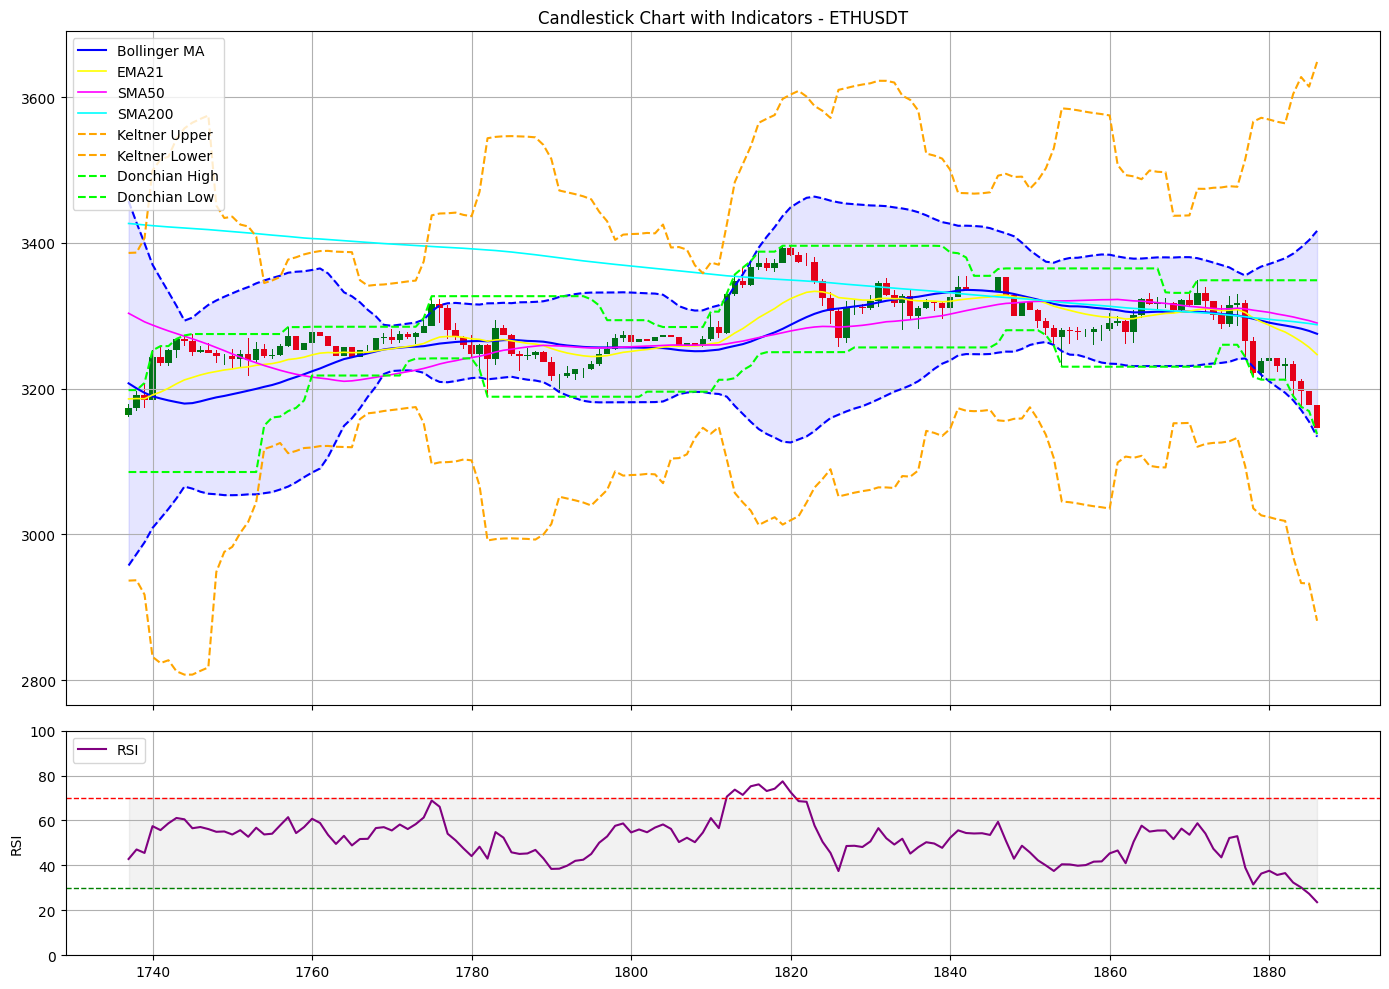 Candlestick Chart with Indicators - ETHUSDT
Bollinger MA
EMA21
SMA50
SMA200
Keltner Upper
Keltner Lower
Donchian High
Donchian Low
3600
3400
3200
3000
2800
RSI
100
80
60
40
20
0
RSI
1740
1760
1780
1800
1820
1840
1860
1880